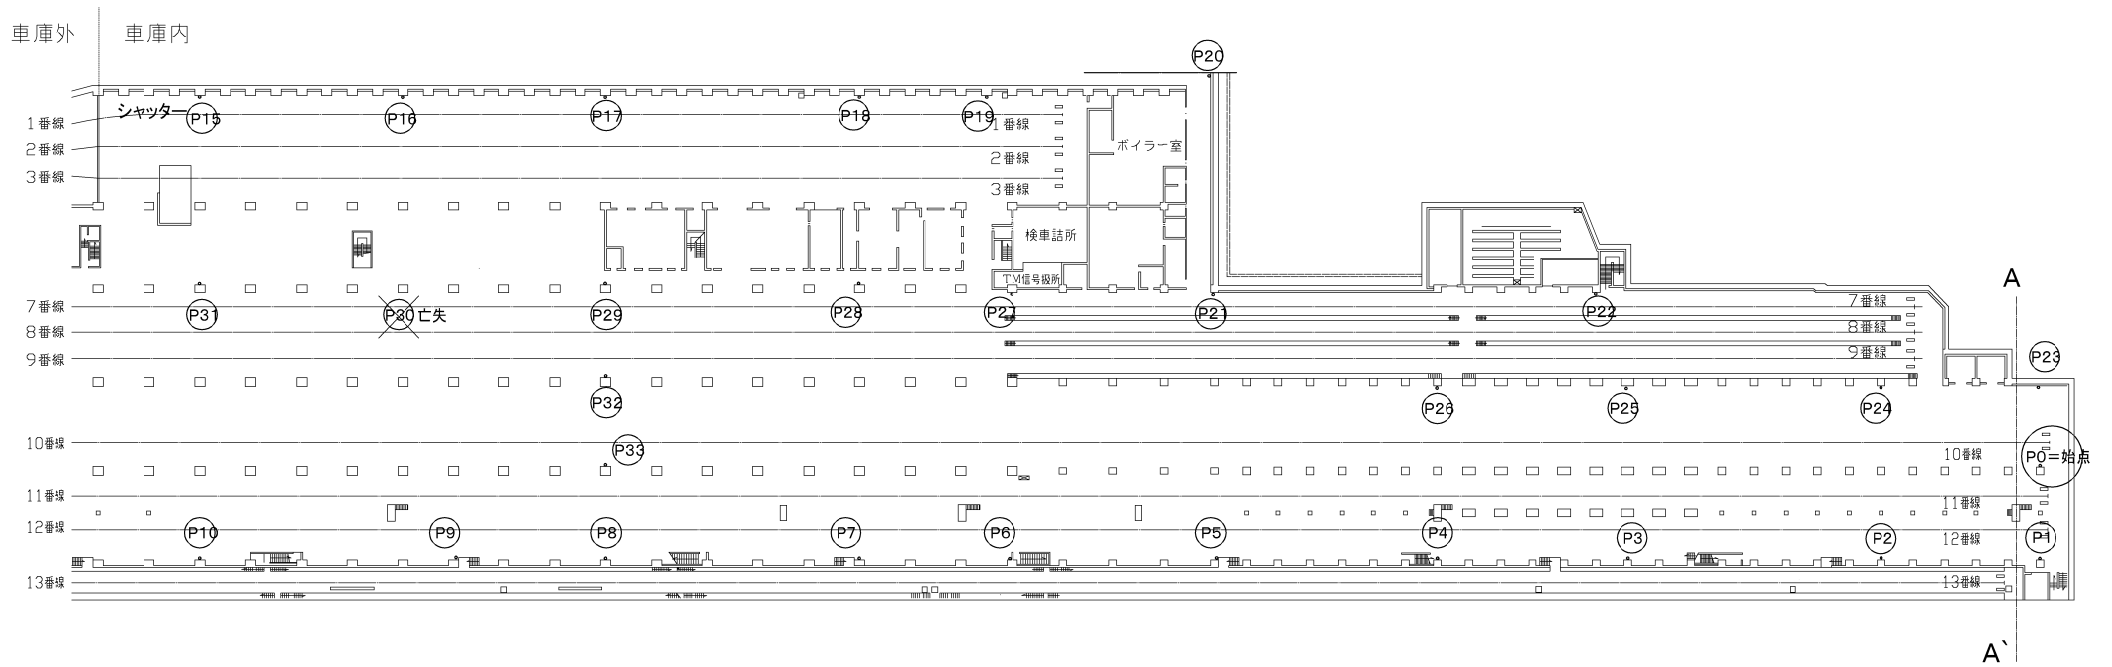 P20
車庫外 車庫内
シャッター
P15 P16 P17 P18 P19
1番線 1番線
ボイラー室
2番線 2番線
3番線 3番線
検車詰所
TM信号扱所
A
7番線 7番線
P31 P30亡失 P29 P28 P27 P21 P22
8番線 8番線
9番線 9番線
P23
P32 P26 P25 P24
10番線 P33 10番線 P0=始点
11番線 11番線
12番線 P10 P9 P8 P7 P6 P5 P4 P3 P2 P1
12番線
13番線 13番線
A`